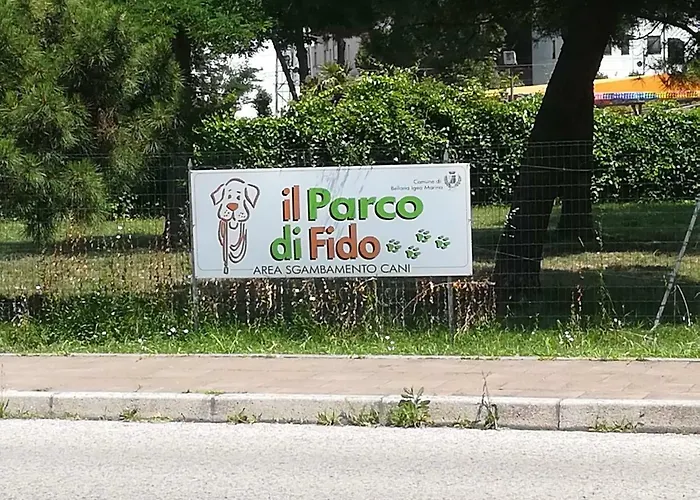 Comune di
Bellaria Igea Marina
il Parco
di Fido
AREA SGAMBAMENTO CANI